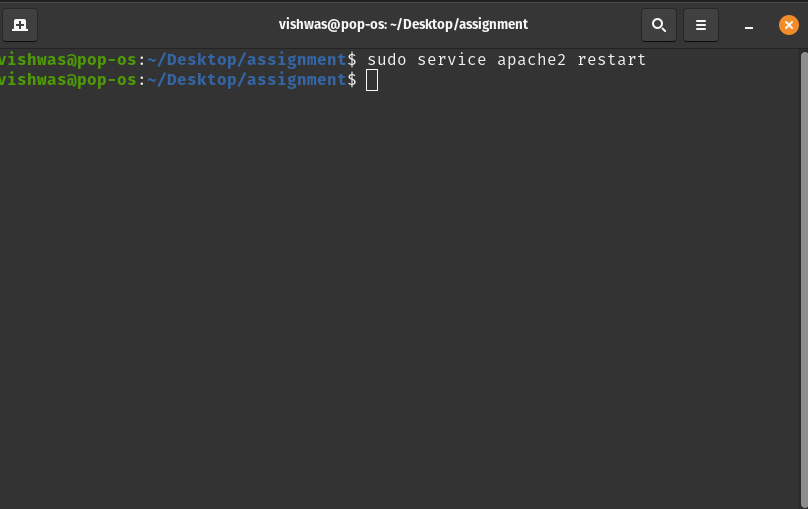 vishwas@pop-os: ~/Desktop/assignment
vishwas@pop-os:~/Desktop/assignment$ sudo service apache2 restart
vishwas@pop-os:~/Desktop/assignment$